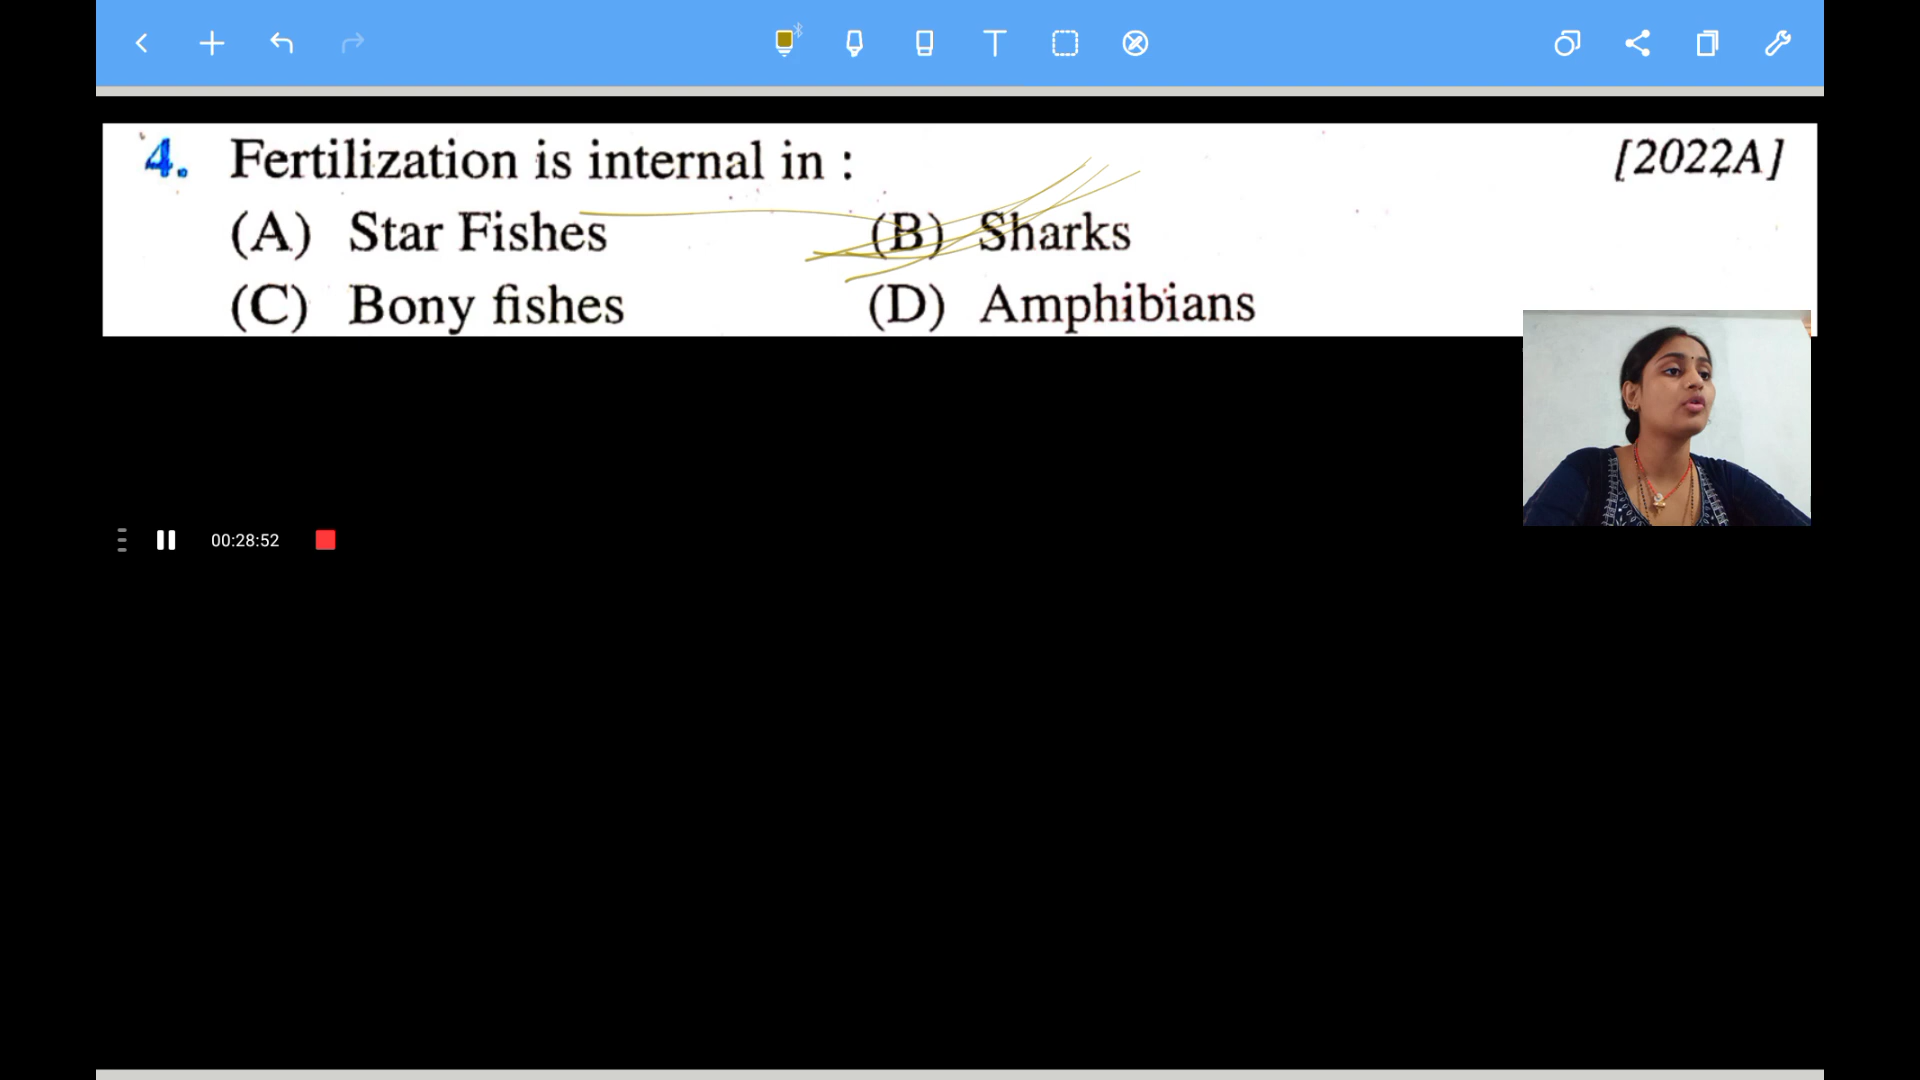 4. Fertilization is internal in : [2022A]
(A) Star Fishes (B) Sharks
(C) Bony fishes (D) Amphibians
00:28:52